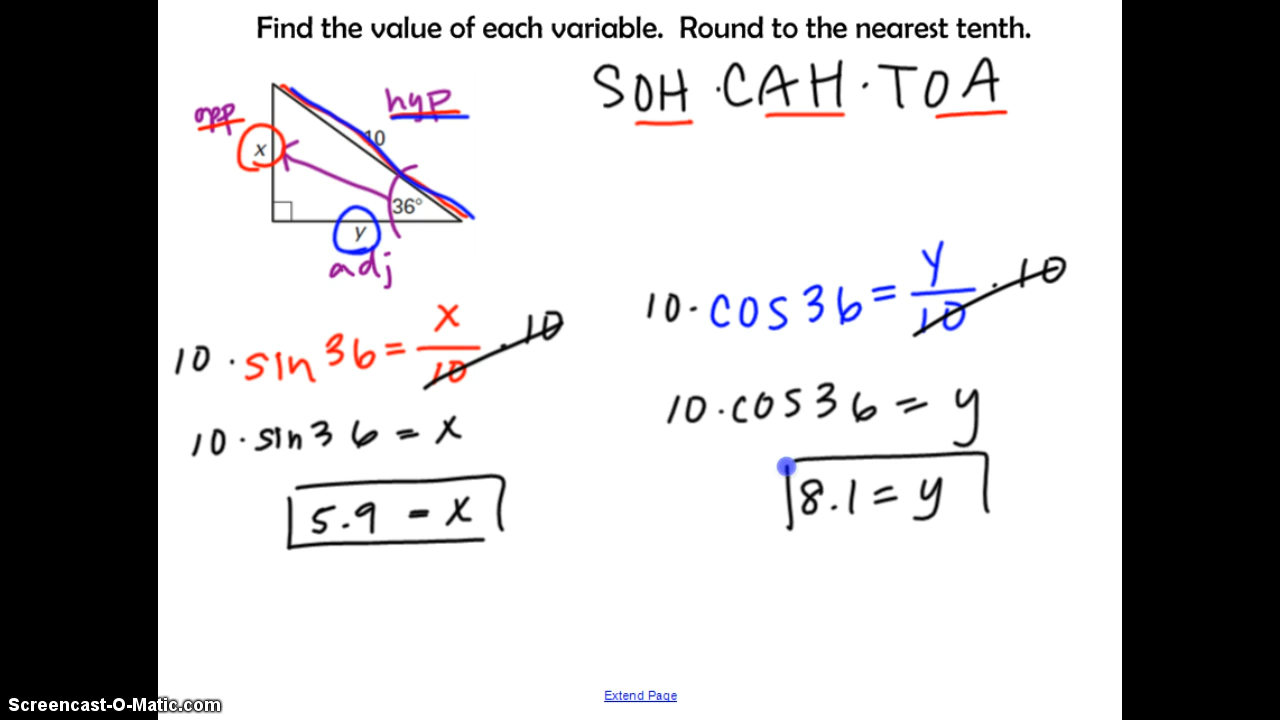 Find the value of each variable. Round to the nearest tenth.
SOH · CAH · TOA
opp
hyp
10
x
36°
y
adj
10 · sin 36 = x/10 · 10
10 · sin 36 = x
5.9 = x
10 · cos 36 = y/10 · 10
10 · cos 36 = y
8.1 = y
Extend Page
Screencast-O-Matic.com